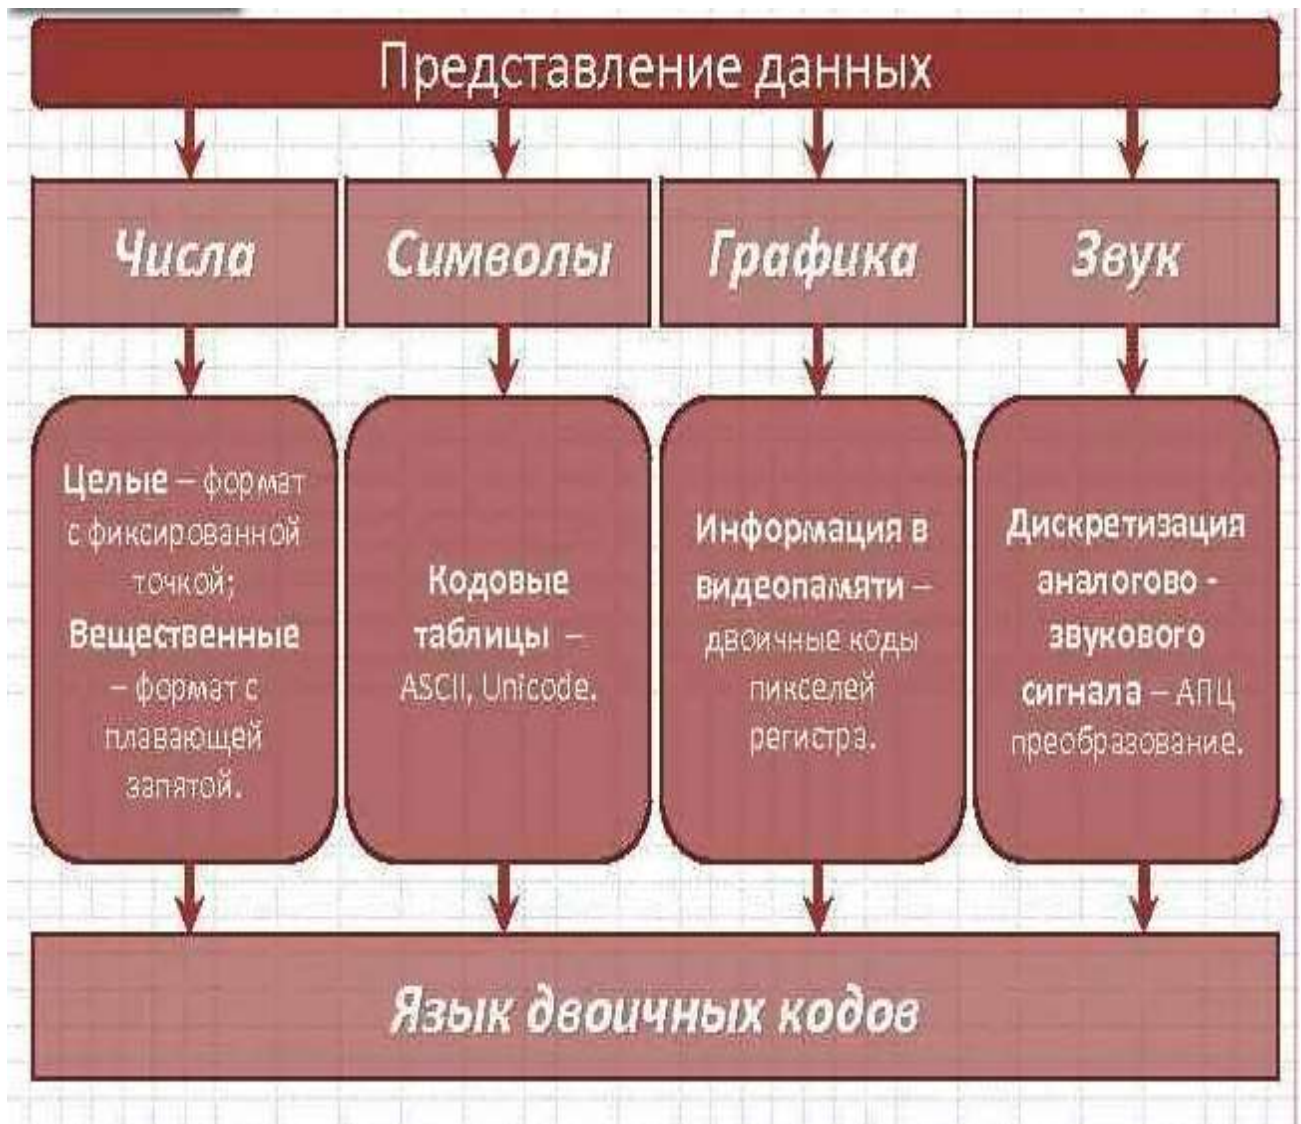 Представление данных
Числа
Символы
Графика
Звук
Целые – формат
с фиксированной
точкой;
Вещественные
– формат с
плавающей
запятой.
Кодовые
таблицы –
ASCII, Unicode.
Информация в
видеопамяти –
двоичные коды
пикселей
регистра.
Дискретизация
аналогово -
звукового
сигнала – АПЦ
преобразование.
Язык двоичных кодов